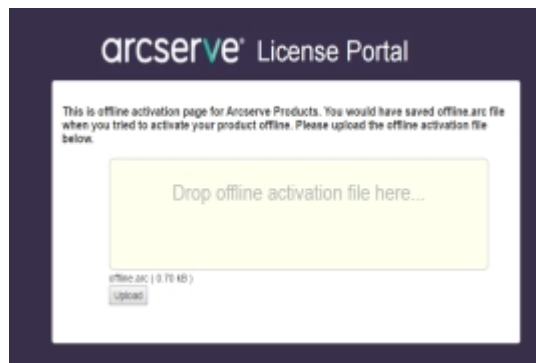 arcserve® License Portal
This is offline activation page for Arcserve Products. You would have saved offline.arc file
when you tried to activate your product offline. Please upload the offline activation file
below.
Drop offline activation file here...
offline.arc ( 0.70 kB )
Upload